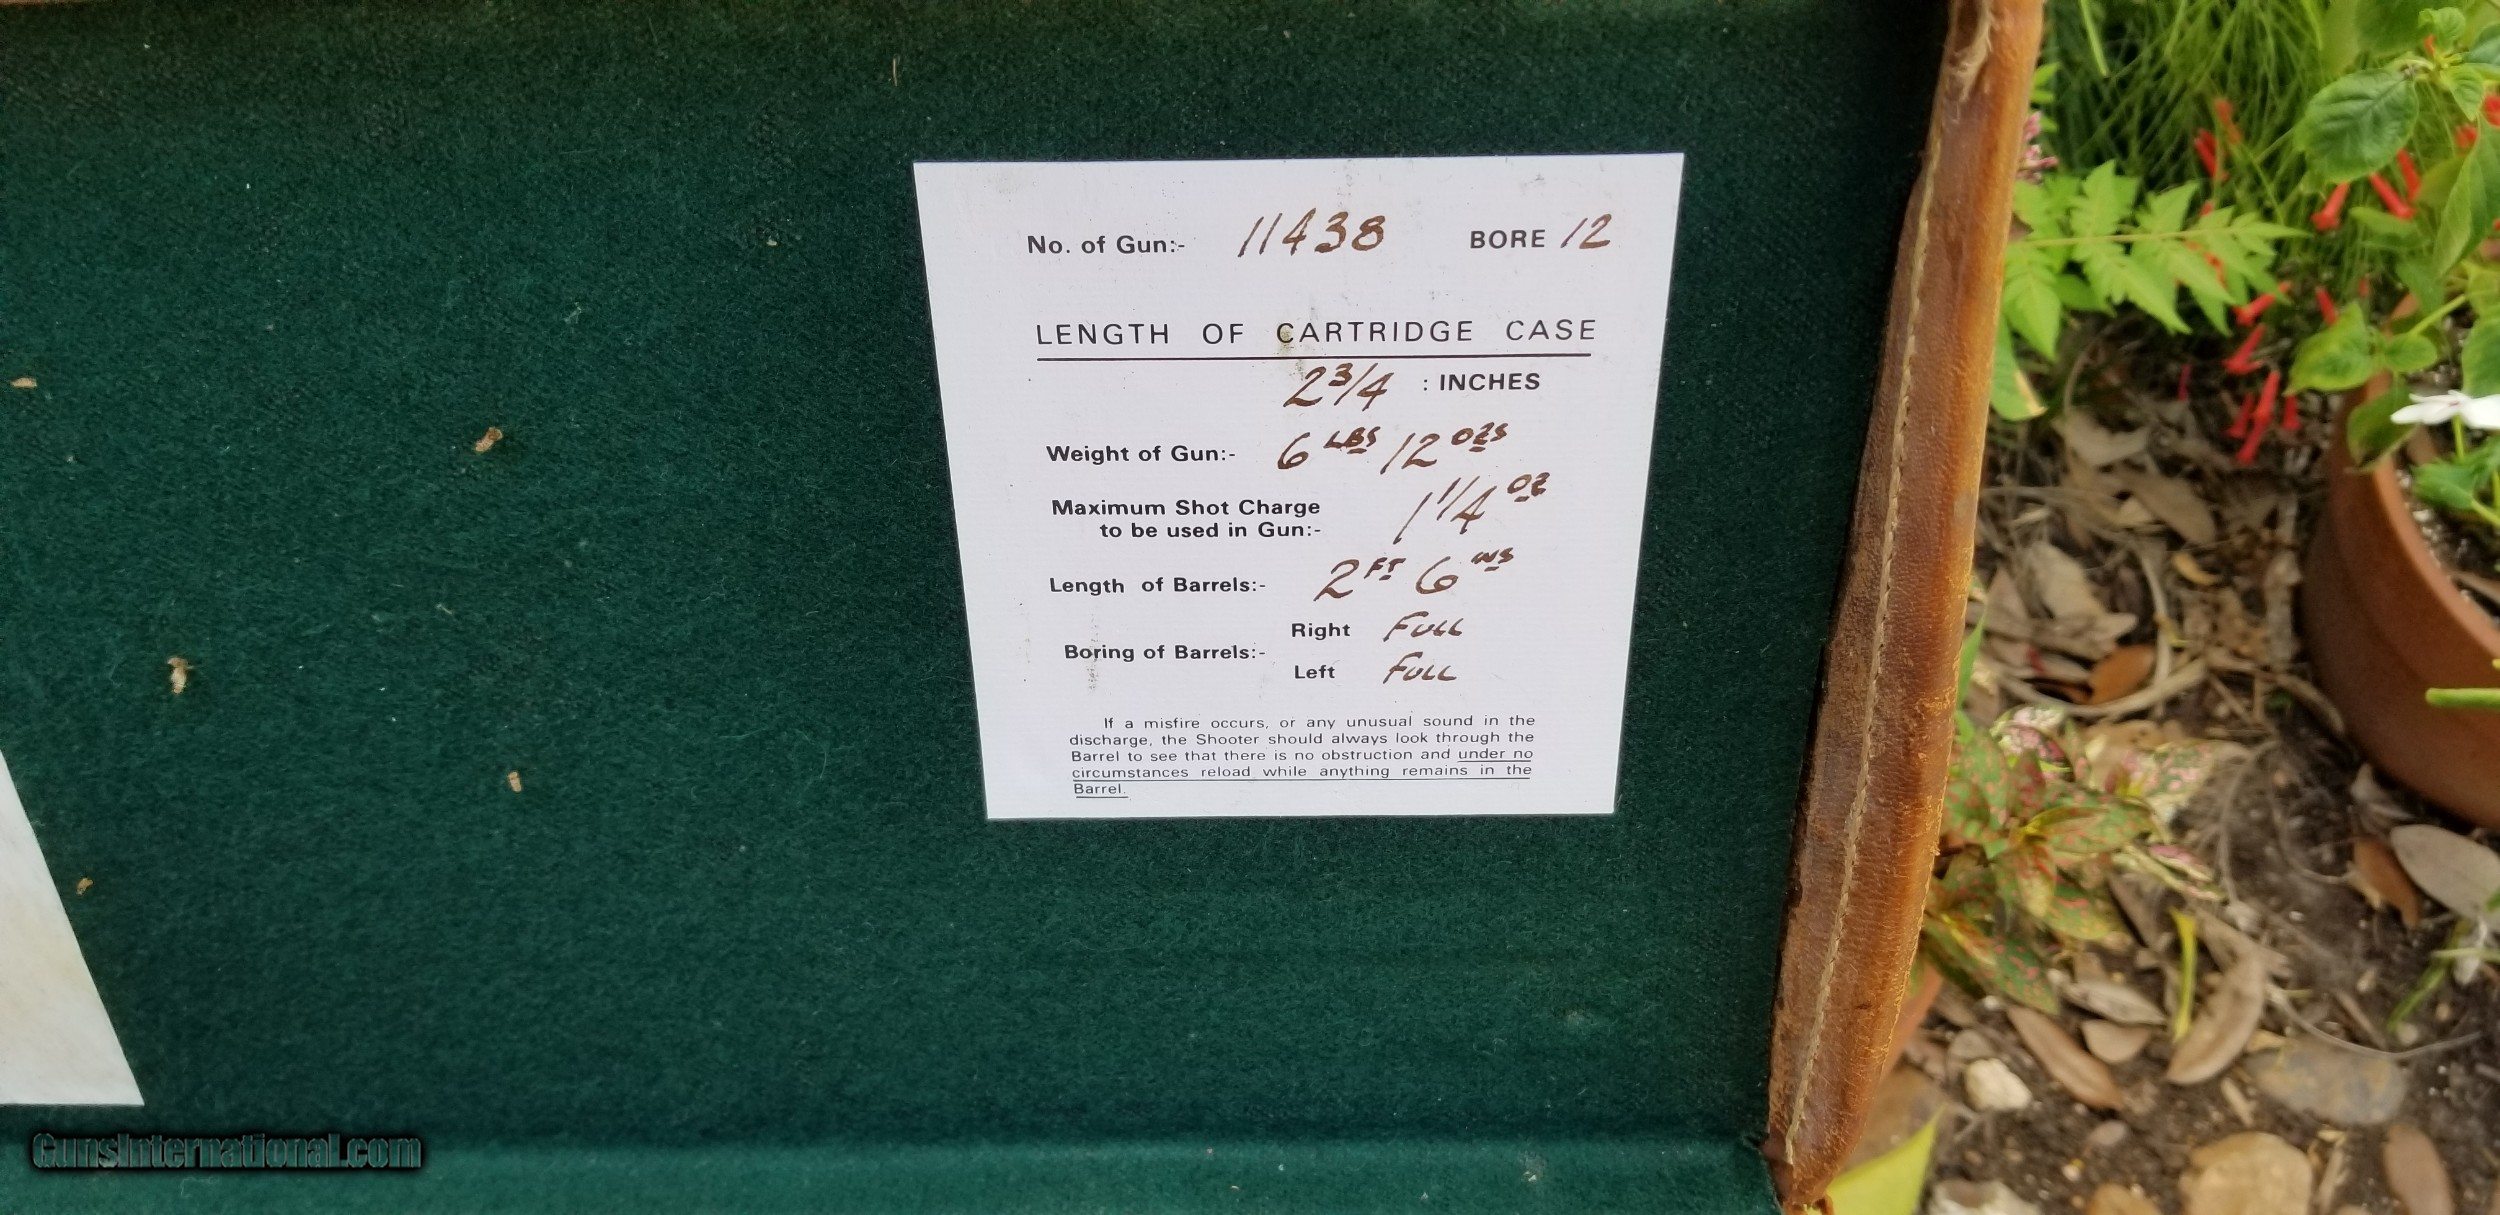 No. of Gun:- 11438 BORE 12
LENGTH OF CARTRIDGE CASE
2 3/4 : INCHES
Weight of Gun:- 6 LBS 12 OZS
Maximum Shot Charge
to be used in Gun:- 1 1/4 OZ
Length of Barrels:- 2 FT 6 INS
Right FULL
Boring of Barrels:-
Left FULL
If a misfire occurs, or any unusual sound in the
discharge, the Shooter should always look through the
Barrel to see that there is no obstruction and under no
circumstances reload while anything remains in the
Barrel.
GunsInternational.com